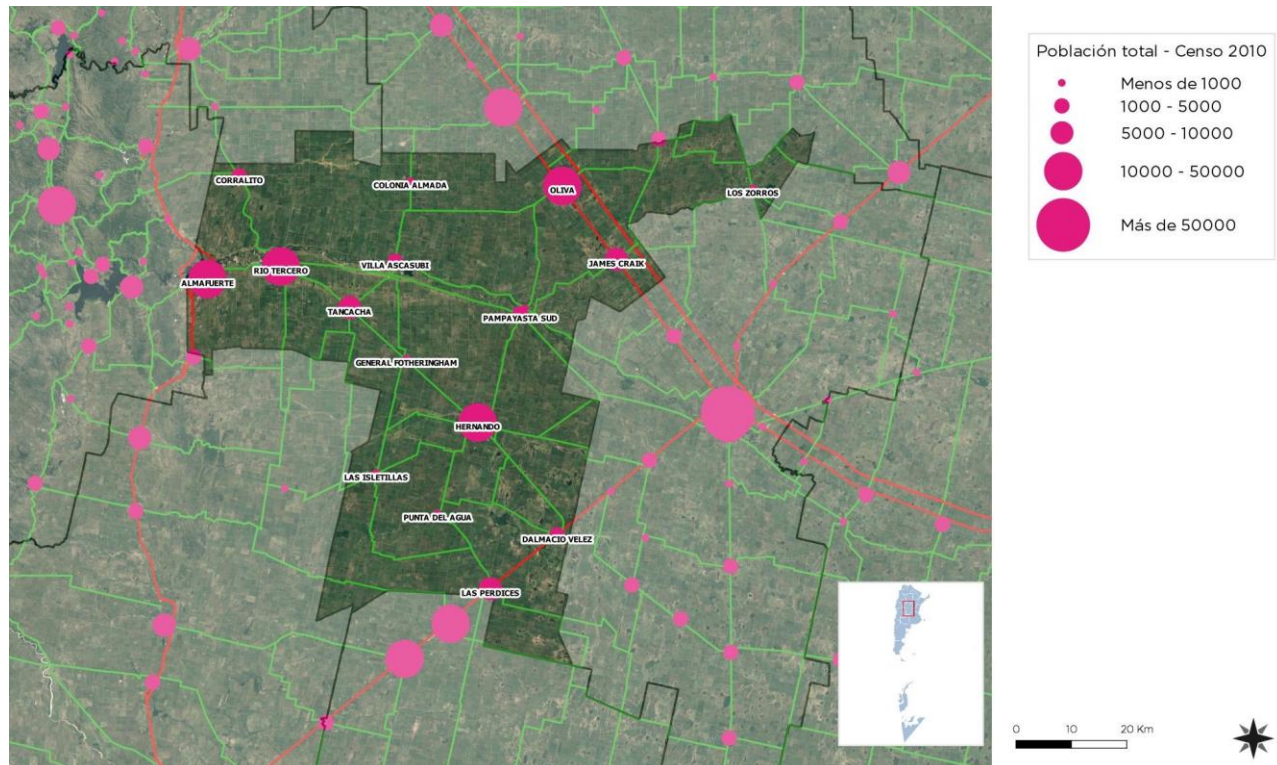 Población total - Censo 2010
Menos de 1000
1000 - 5000
5000 - 10000
10000 - 50000
Más de 50000
CORRALITO
COLONIA ALMADA
OLIVA
LOS ZORROS
ALMAFUERTE
RIO TERCERO
VILLA ASCASUBI
JAMES CRAIK
TANCACHA
PAMPAYASTA SUD
GENERAL FOTHERINGHAM
HERNANDO
LAS ISLETILLAS
PUNTA DEL AGUA
DALMACIO VELEZ
LAS PERDICES
0 10 20 Km